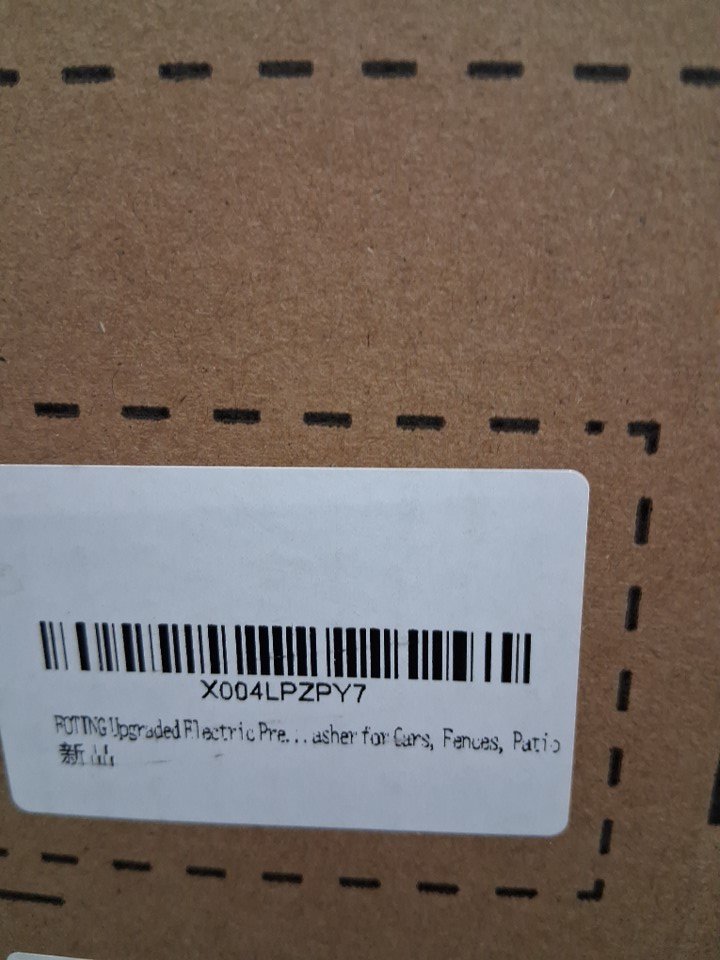 X004LPZPY7
Upgraded Electric Pre...asher for Cars, Fences, Patio
新品